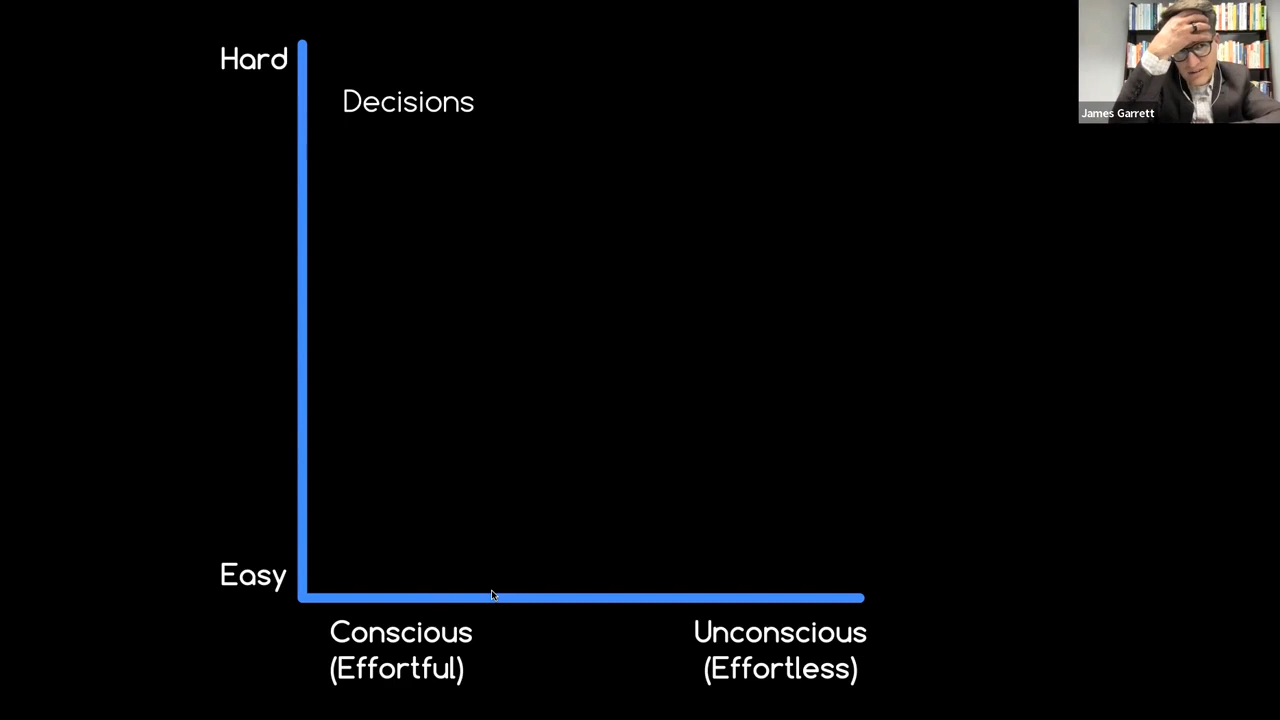 Hard
Decisions
James Garrett
Easy
Conscious
(Effortful)
Unconscious
(Effortless)